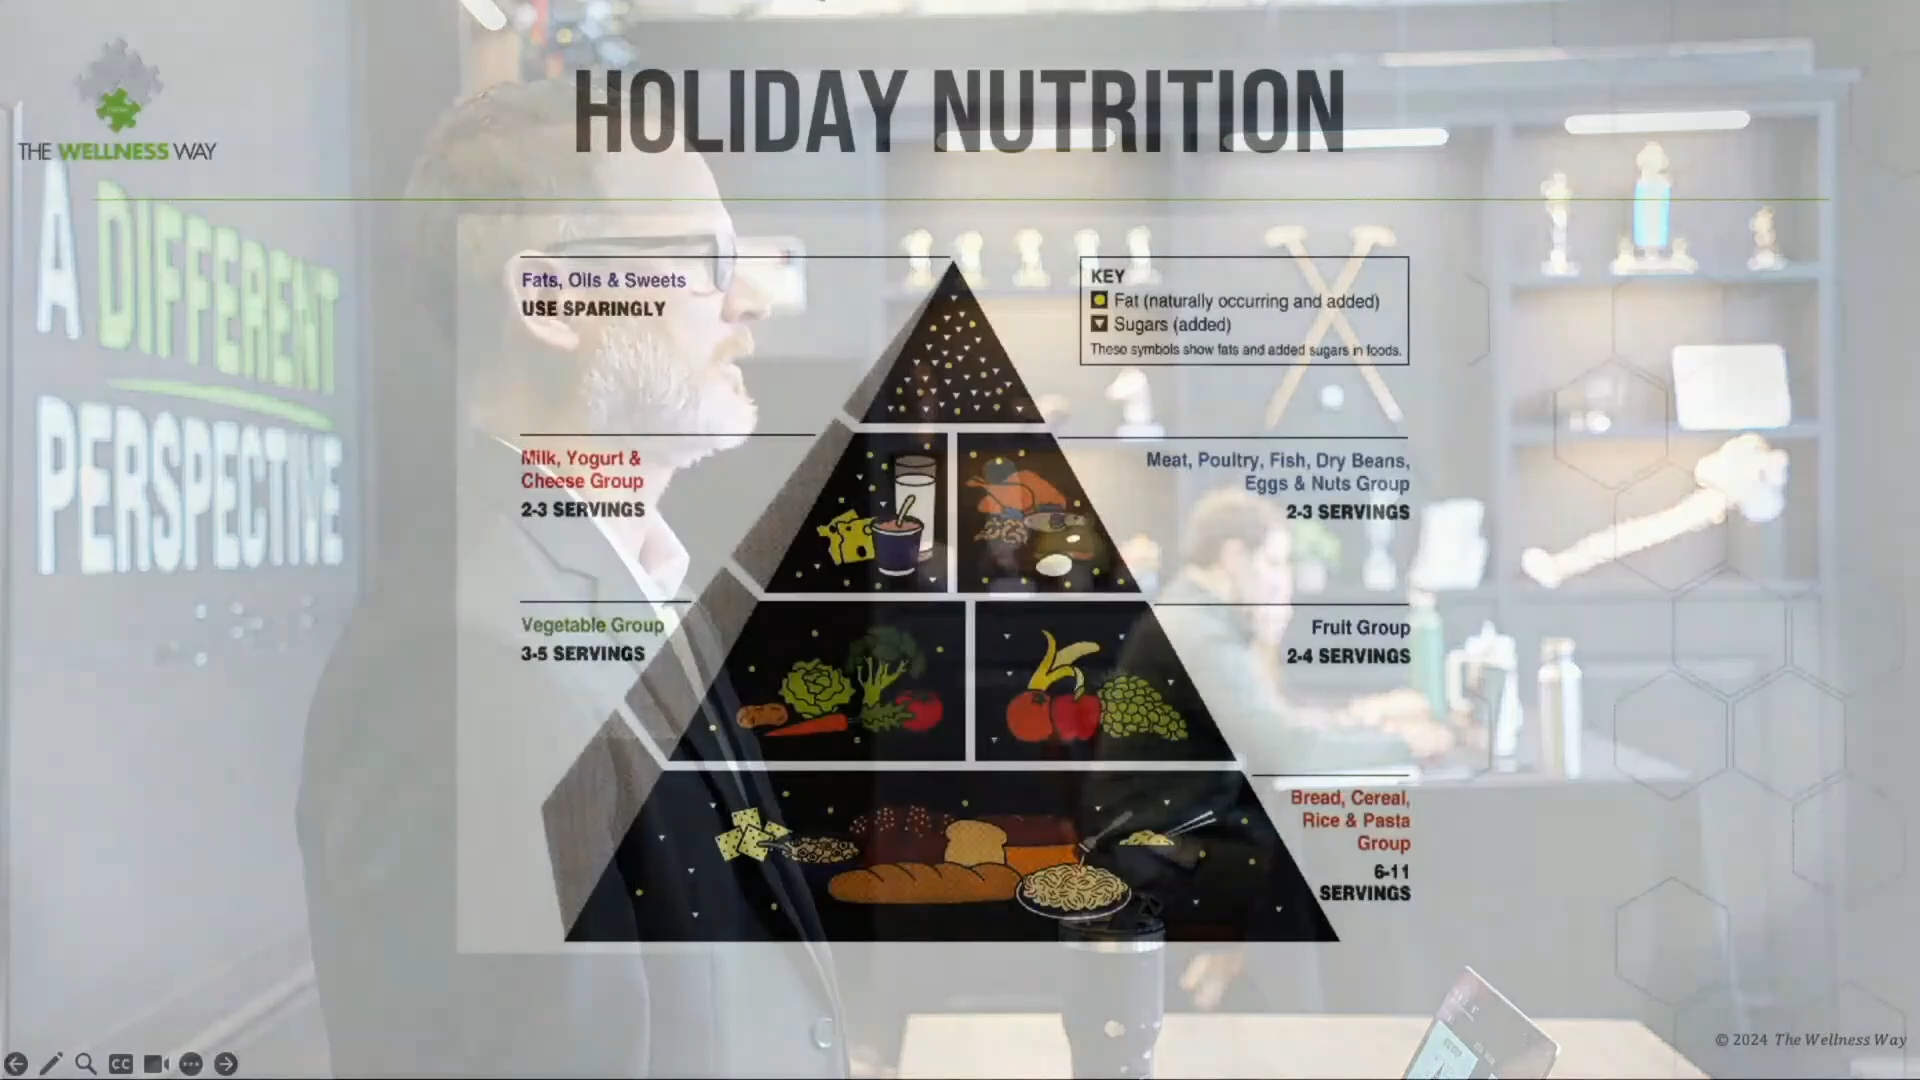 HOLIDAY NUTRITION
THE WELLNESS WAY
A DIFFERENT
PERSPECTIVE
Fats, Oils & Sweets
USE SPARINGLY
KEY
Fat (naturally occurring and added)
Sugars (added)
These symbols show fats and added sugars in foods.
Milk, Yogurt &
Cheese Group
2-3 SERVINGS
Meat, Poultry, Fish, Dry Beans,
Eggs & Nuts Group
2-3 SERVINGS
Vegetable Group
3-5 SERVINGS
Fruit Group
2-4 SERVINGS
Bread, Cereal,
Rice & Pasta
Group
6-11
SERVINGS
© 2024 The Wellness Way
CC